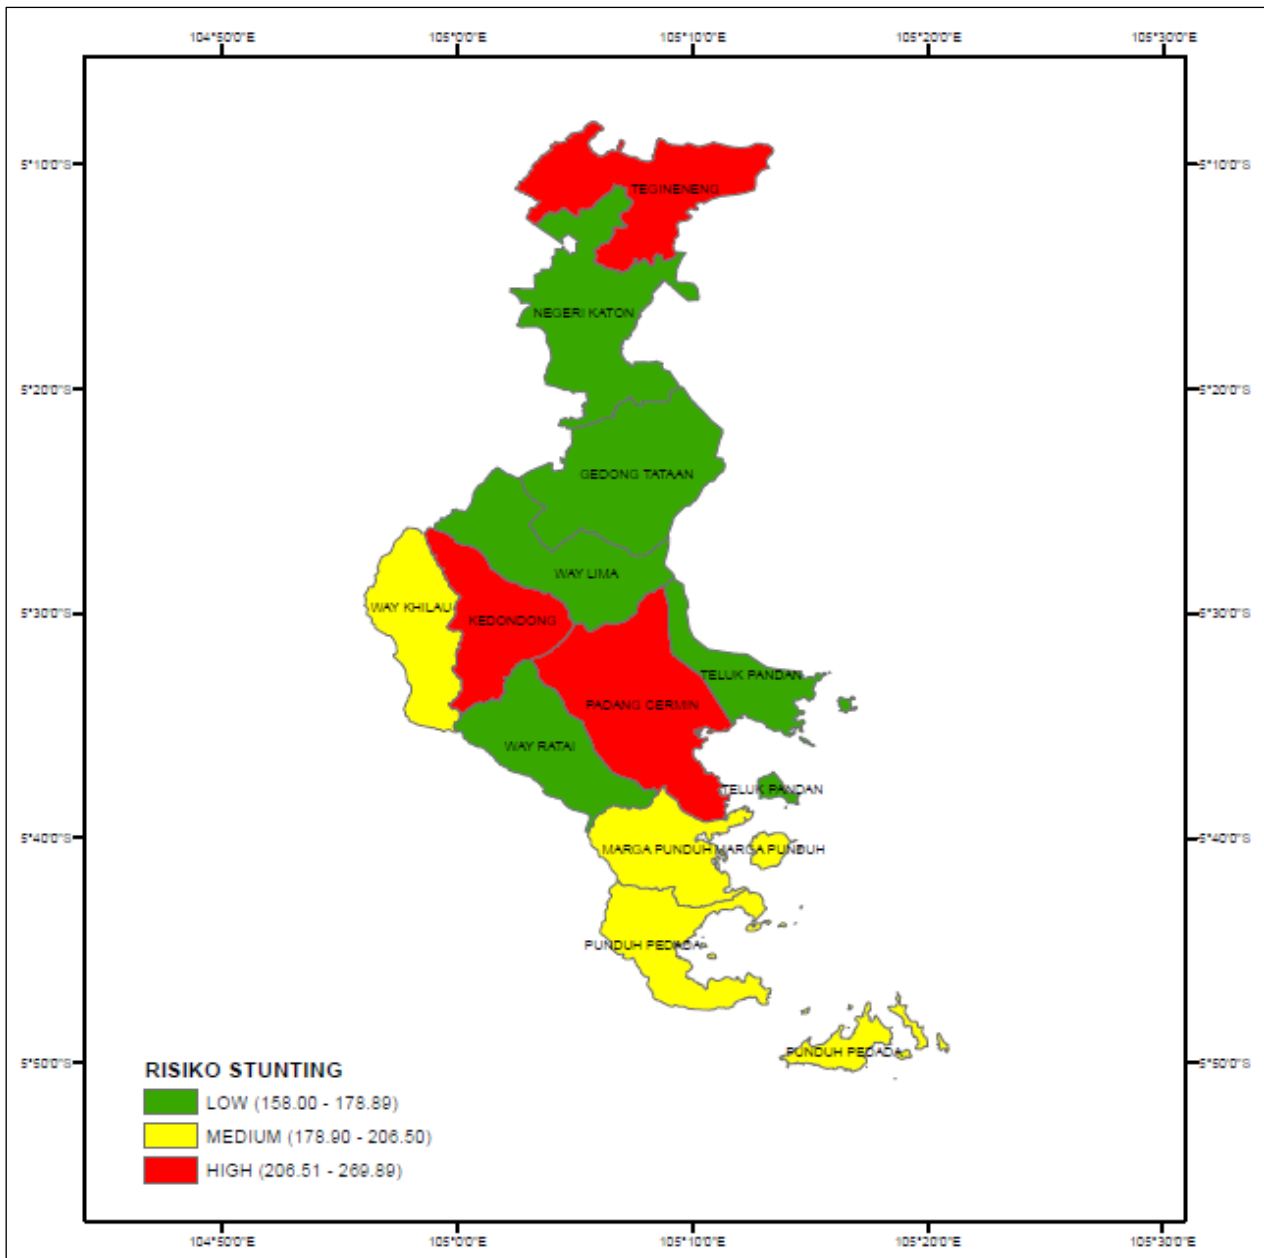 104°50'0"E 105°0'0"E 105°10'0"E 105°20'0"E 105°30'0"E
5°10'0"S 5°10'0"S
TEGINENENG
NEGERI KATON
5°20'0"S 5°20'0"S
GEDONG TATAAN
WAY LIMA
WAY KHILAU
5°30'0"S 5°30'0"S
KEDONDONG
TELUK PANDAN
PADANG CERMIN
WAY RATAI
TELUK PANDAN
5°40'0"S 5°40'0"S
MARGA PUNDUH MARGA PUNDUH
PUNDUH PEDADA
PUNDUH PEDADA
5°50'0"S 5°50'0"S
RISIKO STUNTING
LOW (158.00 - 178.89)
MEDIUM (178.90 - 206.50)
HIGH (206.51 - 269.89)
104°50'0"E 105°0'0"E 105°10'0"E 105°20'0"E 105°30'0"E